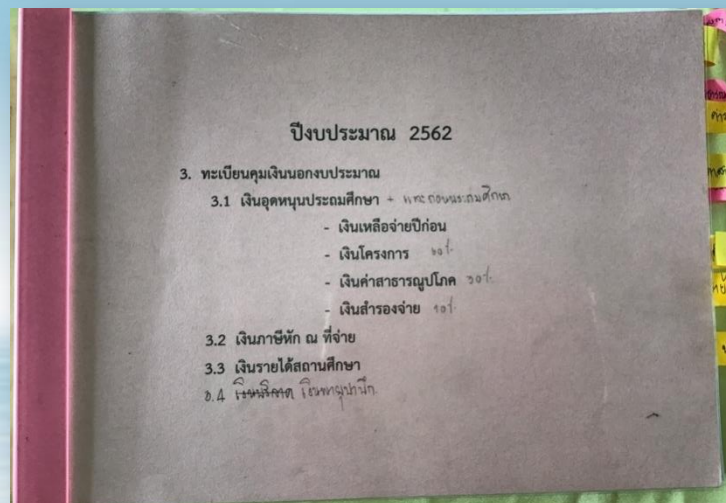 ปีงบประมาณ 2562
3. ทะเบียนคุมเงินนอกงบประมาณ
3.1 เงินอุดหนุนประถมศึกษา +
- เงินเหลือจ่ายปีก่อน
- เงินโครงการ
- เงินค่าสาธารณูปโภค ๓๐%
- เงินสำรองจ่าย ๑๐%
3.2 เงินภาษีหัก ณ ที่จ่าย
3.3 เงินรายได้สถานศึกษา